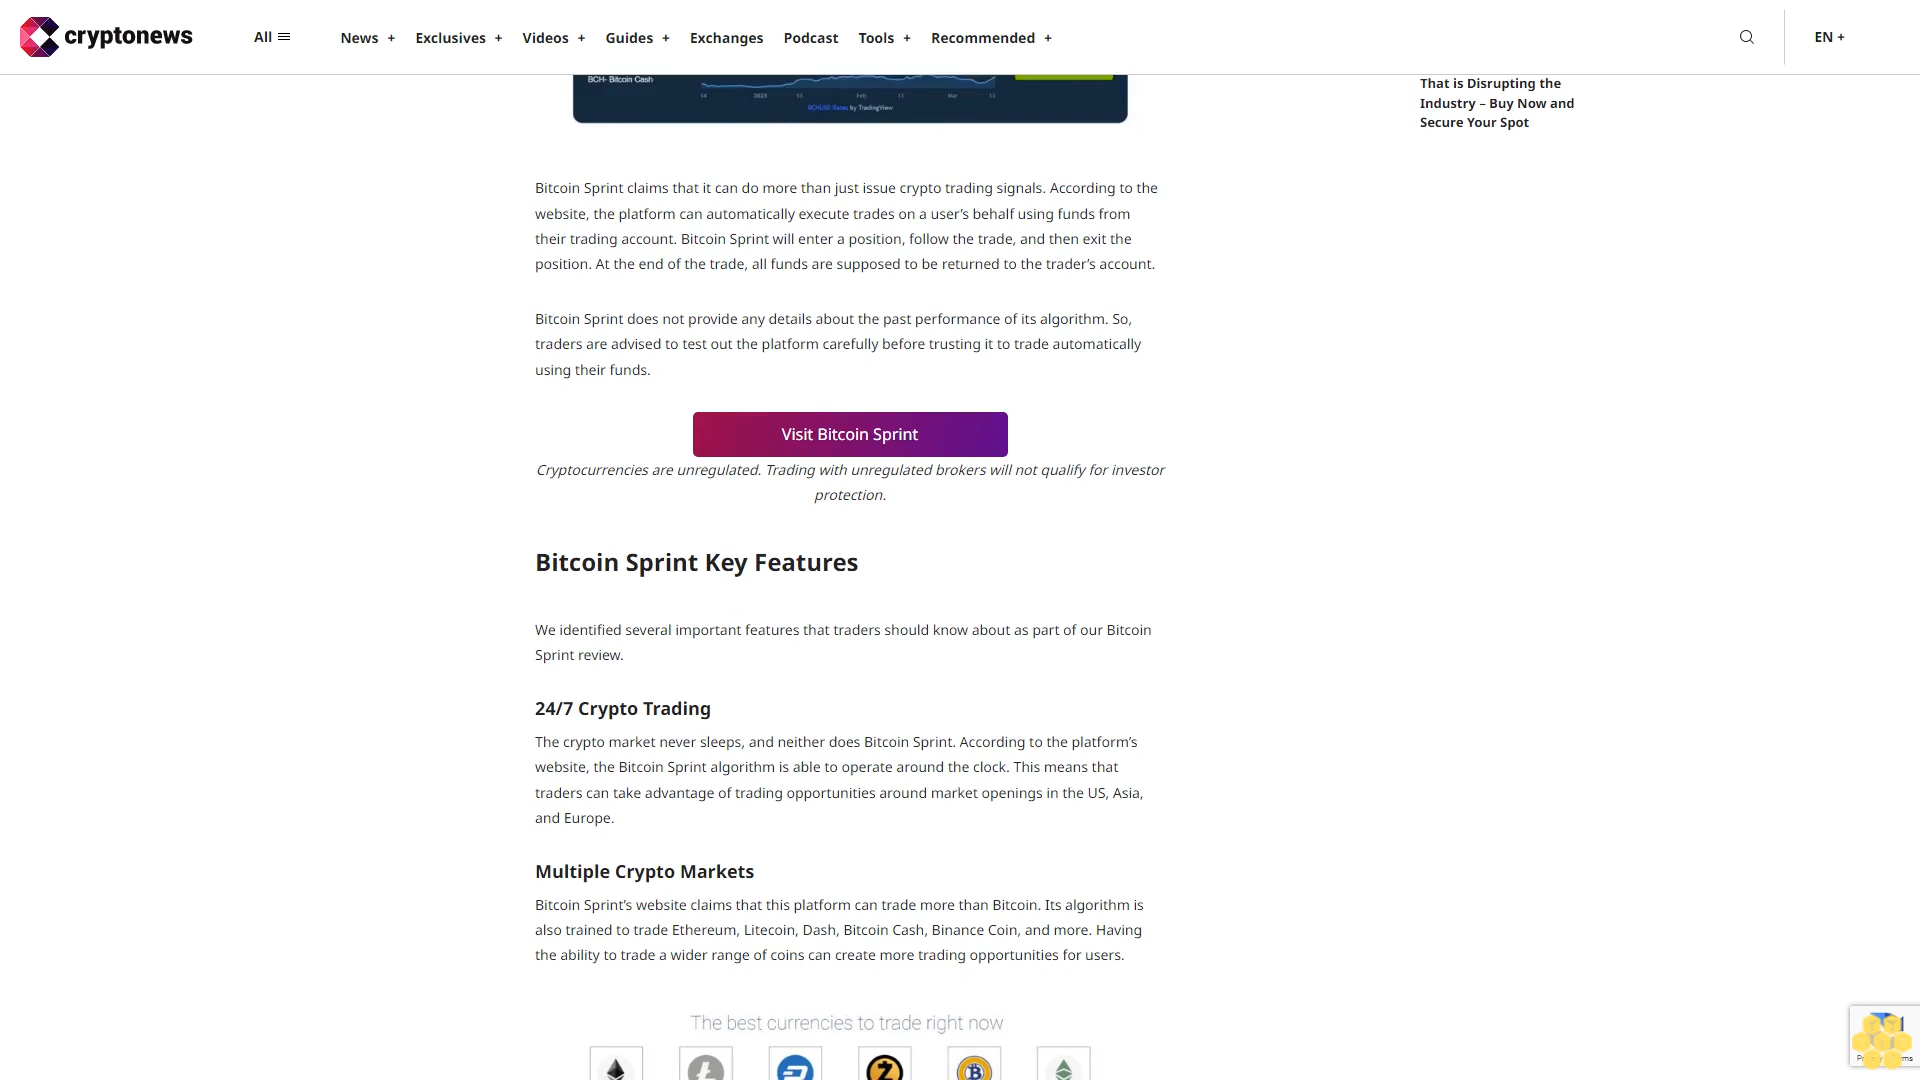 cryptonews
All
News +
Exclusives +
Videos +
Guides +
Exchanges
Podcast
Tools +
Recommended +
EN +
BCH- Bitcoin Cash
14 2023 13 Feb 13 Mar 13
BCHUSD Rates by TradingView
That is Disrupting the
Industry – Buy Now and
Secure Your Spot
Bitcoin Sprint claims that it can do more than just issue crypto trading signals. According to the
website, the platform can automatically execute trades on a user’s behalf using funds from
their trading account. Bitcoin Sprint will enter a position, follow the trade, and then exit the
position. At the end of the trade, all funds are supposed to be returned to the trader’s account.
Bitcoin Sprint does not provide any details about the past performance of its algorithm. So,
traders are advised to test out the platform carefully before trusting it to trade automatically
using their funds.
Visit Bitcoin Sprint
Cryptocurrencies are unregulated. Trading with unregulated brokers will not qualify for investor
protection.
Bitcoin Sprint Key Features
We identified several important features that traders should know about as part of our Bitcoin
Sprint review.
24/7 Crypto Trading
The crypto market never sleeps, and neither does Bitcoin Sprint. According to the platform’s
website, the Bitcoin Sprint algorithm is able to operate around the clock. This means that
traders can take advantage of trading opportunities around market openings in the US, Asia,
and Europe.
Multiple Crypto Markets
Bitcoin Sprint’s website claims that this platform can trade more than Bitcoin. Its algorithm is
also trained to trade Ethereum, Litecoin, Dash, Bitcoin Cash, Binance Coin, and more. Having
the ability to trade a wider range of coins can create more trading opportunities for users.
The best currencies to trade right now